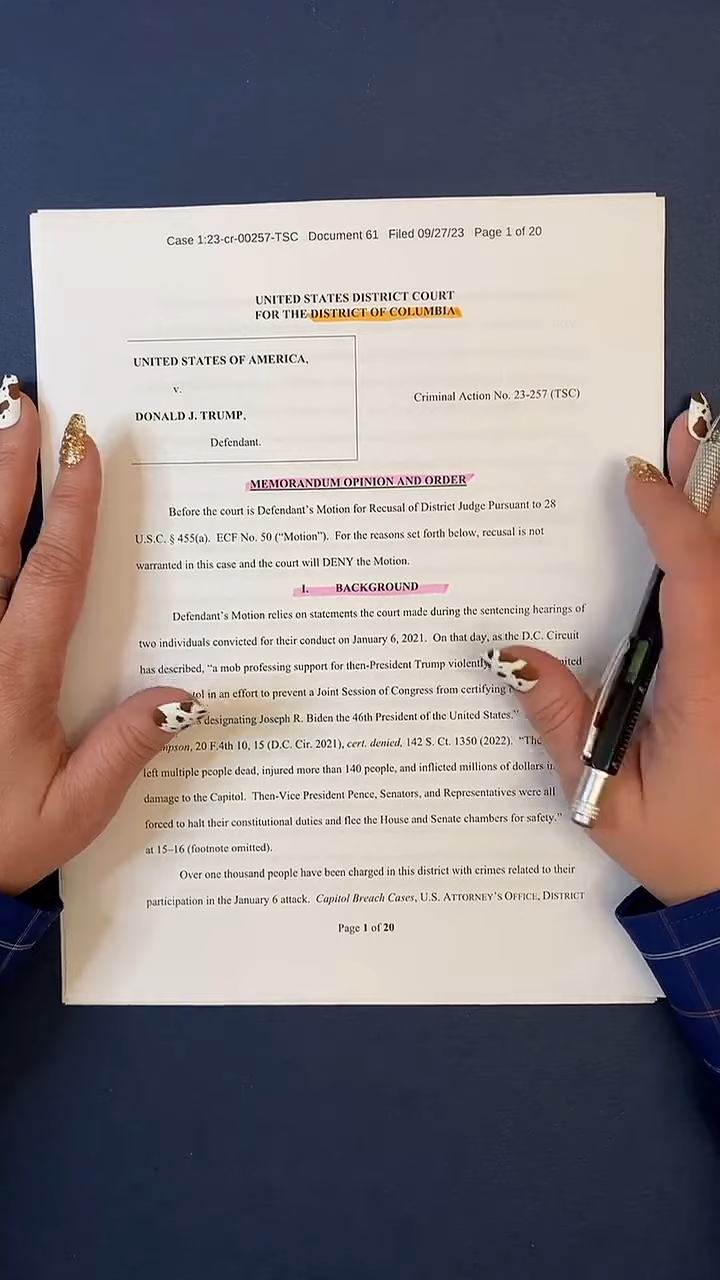 Case 1:23-cr-00257-TSC Document 61 Filed 09/27/23 Page 1 of 20
UNITED STATES DISTRICT COURT
FOR THE DISTRICT OF COLUMBIA
UNITED STATES OF AMERICA,
v.
DONALD J. TRUMP,
Defendant.
Criminal Action No. 23-257 (TSC)
MEMORANDUM OPINION AND ORDER
Before the court is Defendant's Motion for Recusal of District Judge Pursuant to 28
U.S.C. § 455(a). ECF No. 50 ("Motion"). For the reasons set forth below, recusal is not
warranted in this case and the court will DENY the Motion.
I. BACKGROUND
Defendant's Motion relies on statements the court made during the sentencing hearings of
two individuals convicted for their conduct on January 6, 2021. On that day, as the D.C. Circuit
has described, "a mob professing support for then-President Trump violently
in an effort to prevent a Joint Session of Congress from certifying
designating Joseph R. Biden the 46th President of the United States."
20 F.4th 10, 15 (D.C. Cir. 2021), cert. denied, 142 S. Ct. 1350 (2022).
left multiple people dead, injured more than 140 people, and inflicted millions of dollars
damage to the Capitol. Then-Vice President Pence, Senators, and Representatives were all
forced to halt their constitutional duties and flee the House and Senate chambers for safety."
at 15–16 (footnote omitted).
Over one thousand people have been charged in this district with crimes related to their
participation in the January 6 attack. Capitol Breach Cases, U.S. ATTORNEY'S OFFICE, DISTRICT
Page 1 of 20